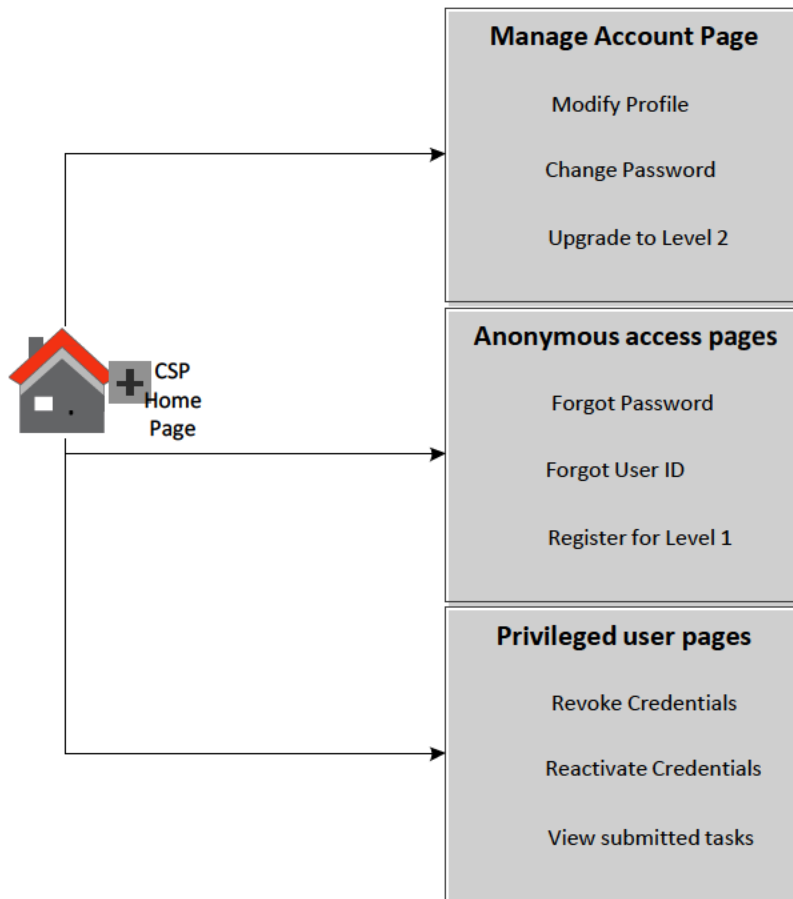 Manage Account Page
Modify Profile
Change Password
Upgrade to Level 2
CSP
Home
Page
Anonymous access pages
Forgot Password
Forgot User ID
Register for Level 1
Privileged user pages
Revoke Credentials
Reactivate Credentials
View submitted tasks